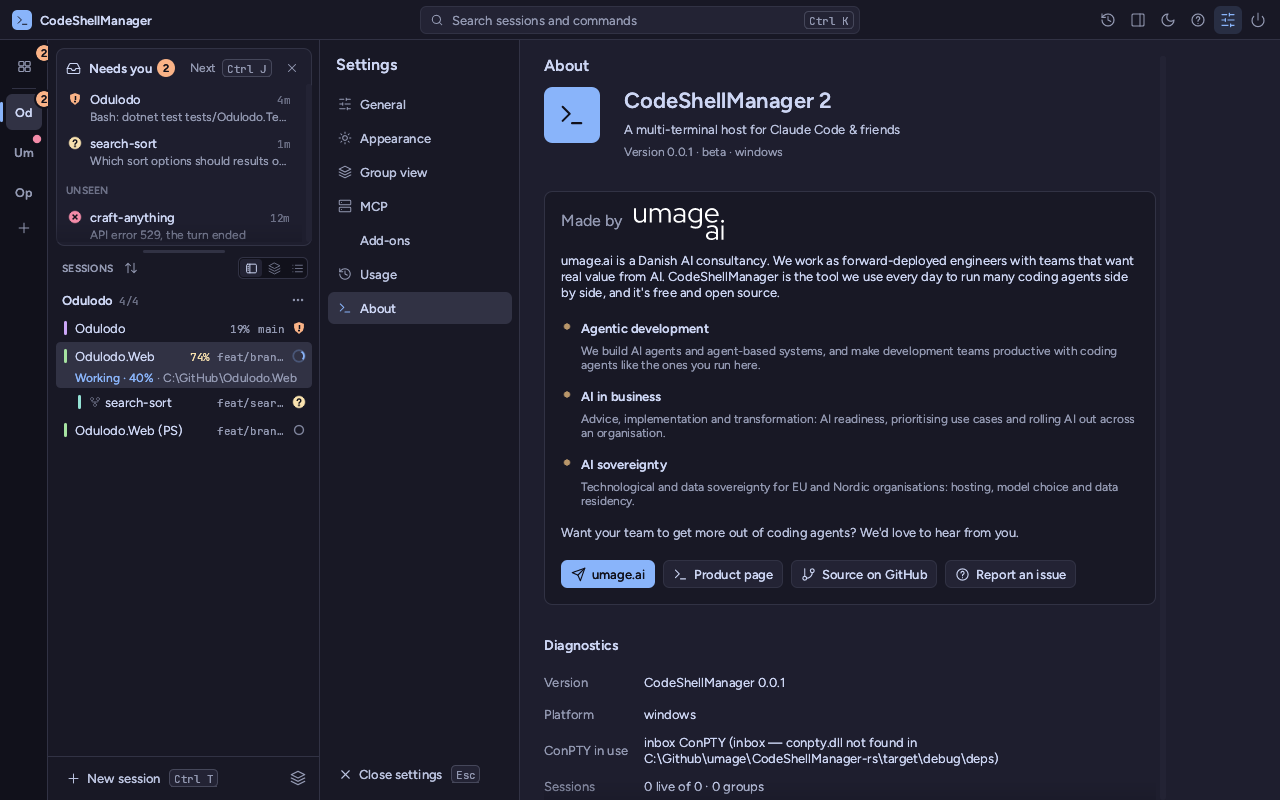 CodeShellManager
Search sessions and commands
Ctrl K
2
2
Od
Um
Op
Needs you 2 Next Ctrl J
Odulodo 4m
Bash: dotnet test tests/Odulodo.Te…
search-sort 1m
Which sort options should results o…
UNSEEN
craft-anything 12m
API error 529, the turn ended
SESSIONS
Odulodo 4/4
Odulodo 19% main
Odulodo.Web 74% feat/bran…
Working · 40% · C:\GitHub\Odulodo.Web
search-sort feat/sear…
Odulodo.Web (PS) feat/bran…
New session Ctrl T
Settings
General
Appearance
Group view
MCP
Add-ons
Usage
About
Close settings Esc
About
CodeShellManager 2
A multi-terminal host for Claude Code & friends
Version 0.0.1 · beta · windows
Made by umage.ai
umage.ai is a Danish AI consultancy. We work as forward-deployed engineers with teams that want
real value from AI. CodeShellManager is the tool we use every day to run many coding agents side
by side, and it's free and open source.
Agentic development
We build AI agents and agent-based systems, and make development teams productive with coding
agents like the ones you run here.
AI in business
Advice, implementation and transformation: AI readiness, prioritising use cases and rolling AI out across
an organisation.
AI sovereignty
Technological and data sovereignty for EU and Nordic organisations: hosting, model choice and data
residency.
Want your team to get more out of coding agents? We'd love to hear from you.
umage.ai
Product page
Source on GitHub
Report an issue
Diagnostics
Version CodeShellManager 0.0.1
Platform windows
ConPTY in use inbox ConPTY (inbox — conpty.dll not found in
C:\Github\umage\CodeShellManager-rs\target\debug\deps)
Sessions 0 live of 0 · 0 groups